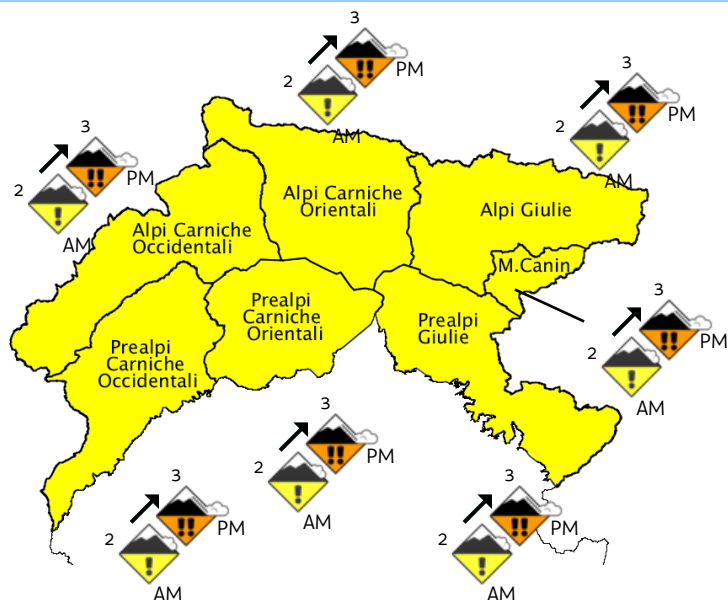 3
2
PM
AM
3
2
PM
AM
3
2
PM
AM
Alpi Carniche
Orientali
Alpi Giulie
Alpi Carniche
Occidentali
M.Canin
Prealpi
Carniche
Orientali
Prealpi
Giulie
Prealpi
Carniche
Occidentali
3
2
PM
AM
3
2
PM
AM
3
2
PM
AM
3
2
PM
AM